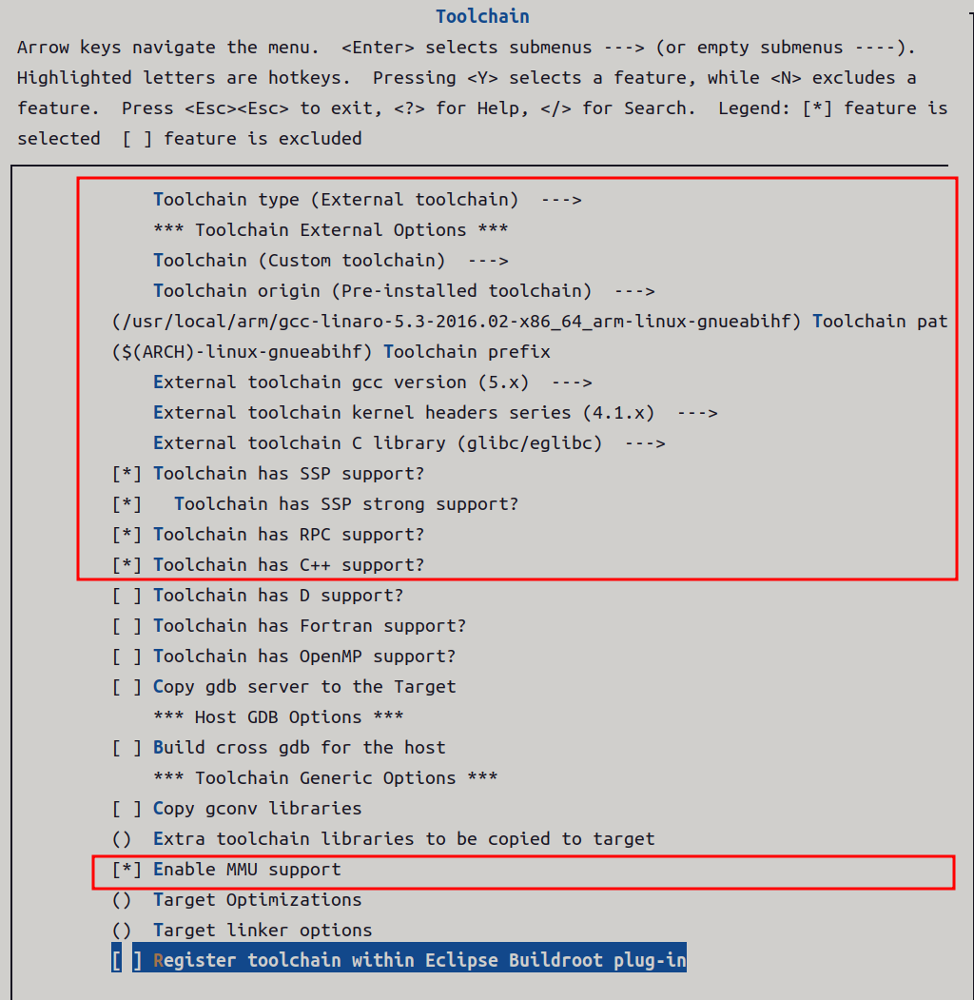 Toolchain
Arrow keys navigate the menu.  <Enter> selects submenus ---> (or empty submenus ----).
Highlighted letters are hotkeys.  Pressing <Y> selects a feature, while <N> excludes a
feature.  Press <Esc><Esc> to exit, <?> for Help, </> for Search.  Legend: [*] feature is
selected  [ ] feature is excluded
Toolchain type (External toolchain)  --->
*** Toolchain External Options ***
Toolchain (Custom toolchain)  --->
Toolchain origin (Pre-installed toolchain)  --->
(/usr/local/arm/gcc-linaro-5.3-2016.02-x86_64_arm-linux-gnueabihf) Toolchain pat
($(ARCH)-linux-gnueabihf) Toolchain prefix
External toolchain gcc version (5.x)  --->
External toolchain kernel headers series (4.1.x)  --->
External toolchain C library (glibc/eglibc)  --->
[*] Toolchain has SSP support?
[*]   Toolchain has SSP strong support?
[*] Toolchain has RPC support?
[*] Toolchain has C++ support?
[ ] Toolchain has D support?
[ ] Toolchain has Fortran support?
[ ] Toolchain has OpenMP support?
[ ] Copy gdb server to the Target
*** Host GDB Options ***
[ ] Build cross gdb for the host
*** Toolchain Generic Options ***
[ ] Copy gconv libraries
()  Extra toolchain libraries to be copied to target
[*] Enable MMU support
()  Target Optimizations
()  Target linker options
[ ] Register toolchain within Eclipse Buildroot plug-in